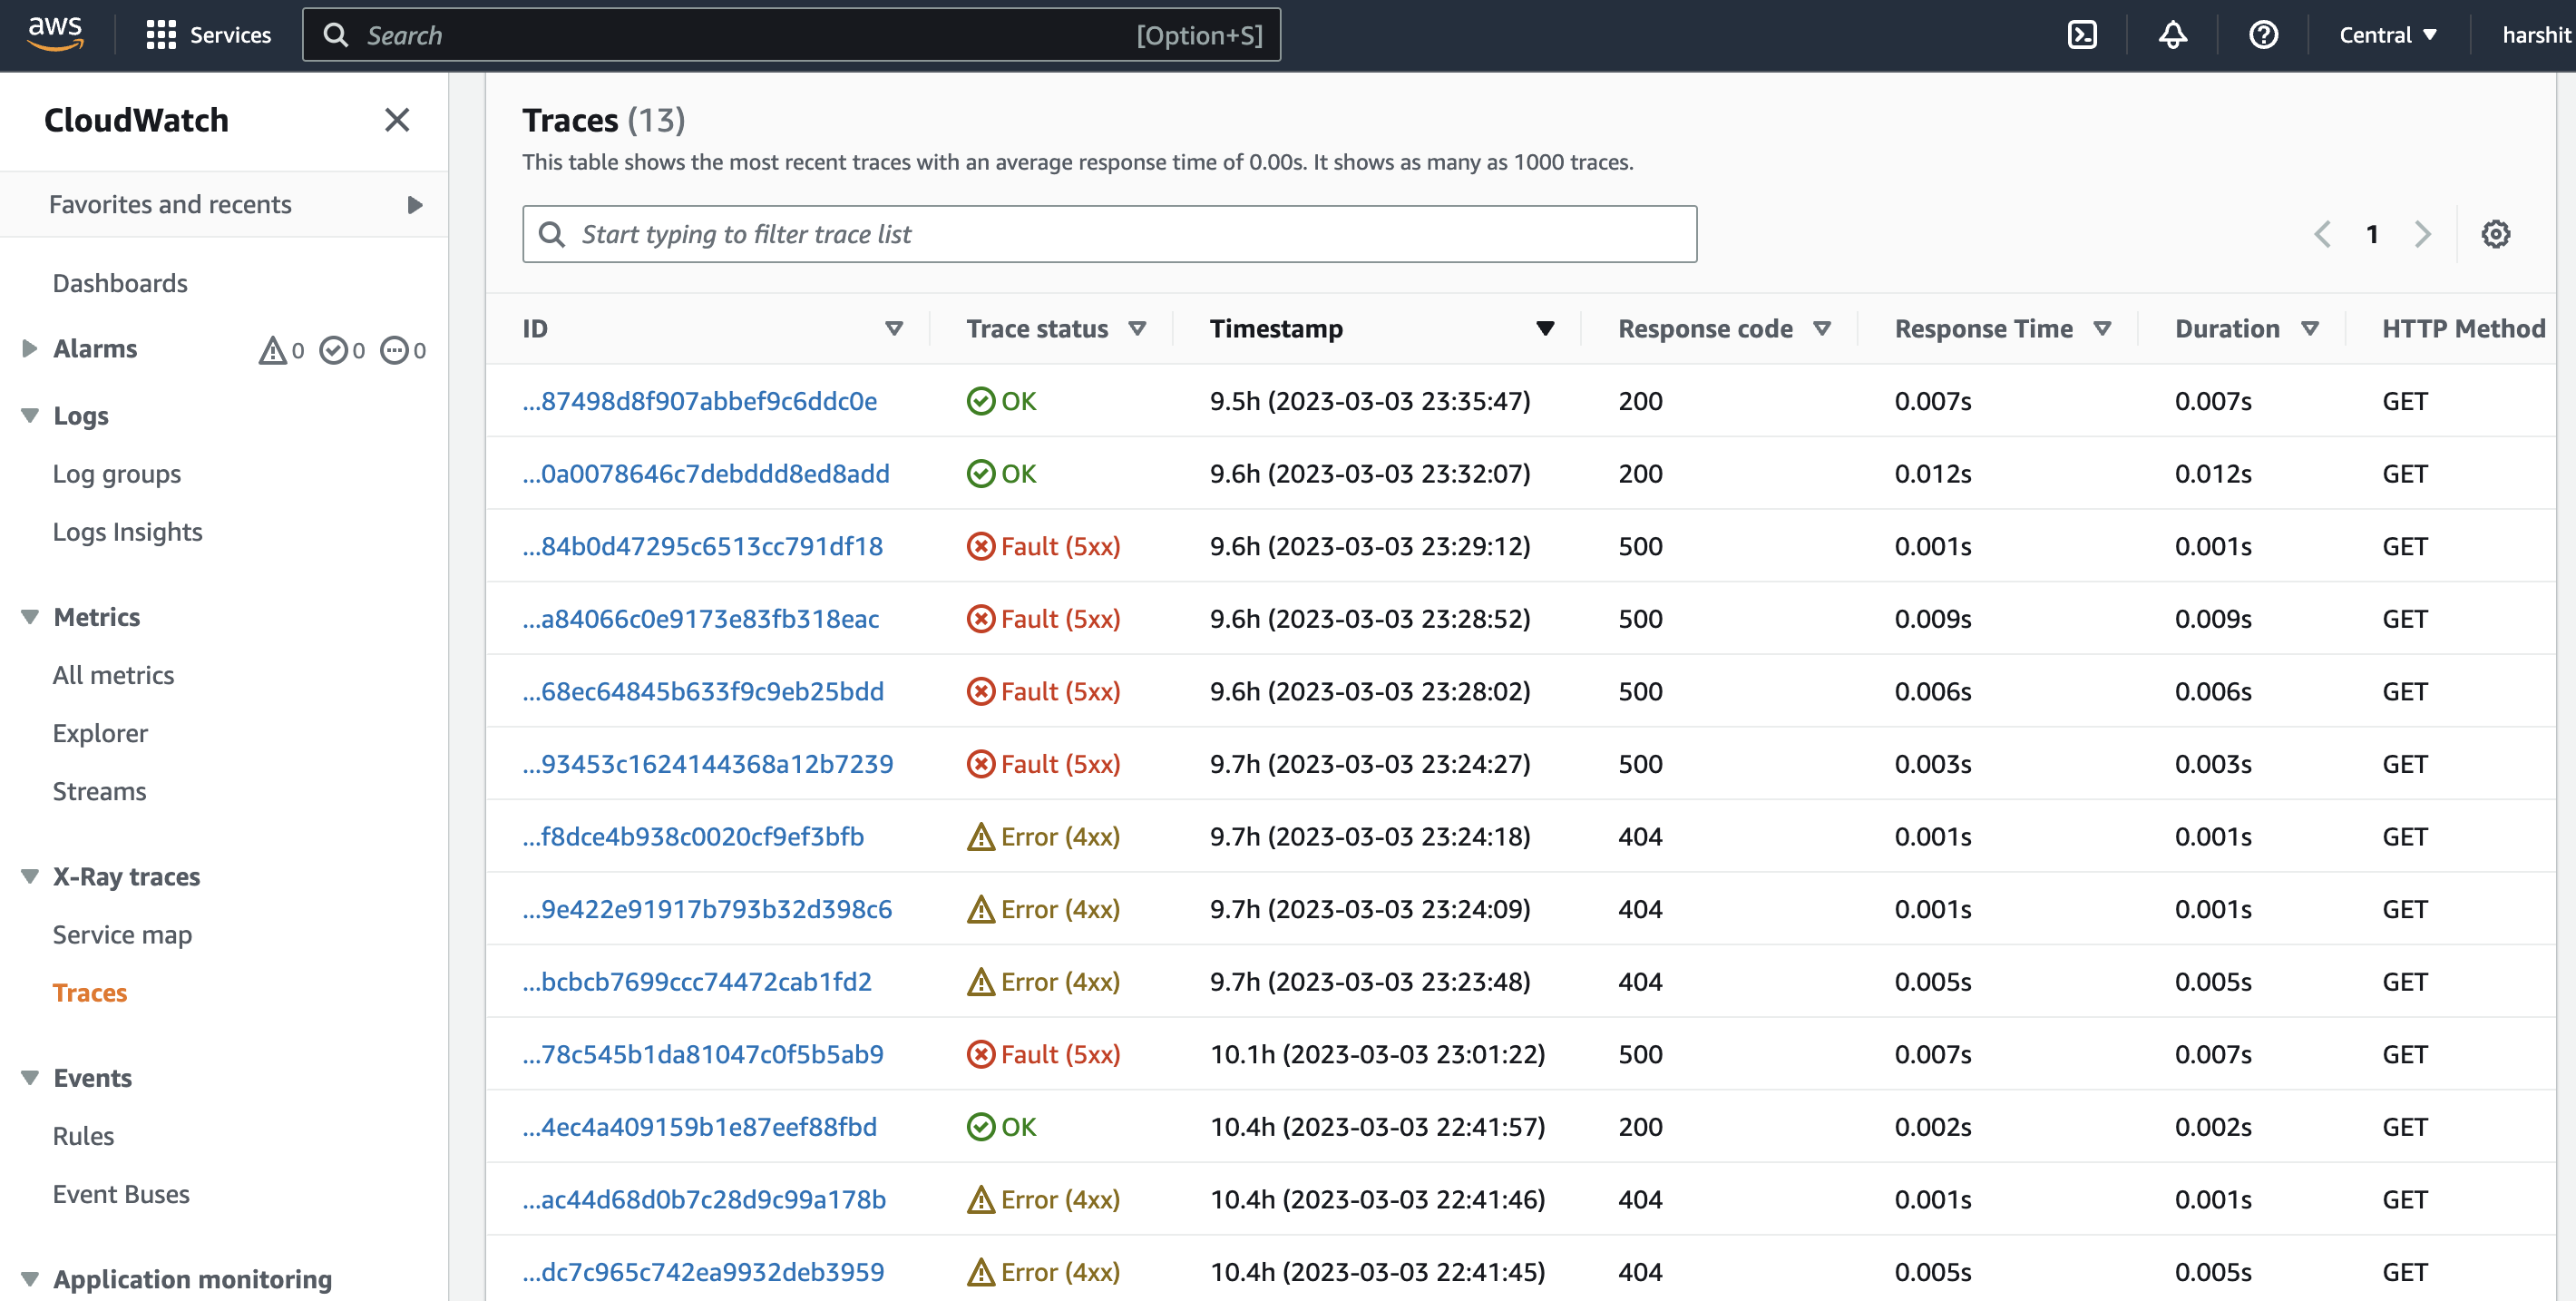 aws Services Search [Option+S] Central harshit
CloudWatch
Favorites and recents
Dashboards
Alarms 0 0 0
Logs
Log groups
Logs Insights
Metrics
All metrics
Explorer
Streams
X-Ray traces
Service map
Traces
Events
Rules
Event Buses
Application monitoring
Traces (13)
This table shows the most recent traces with an average response time of 0.00s. It shows as many as 1000 traces.
Start typing to filter trace list 1
ID Trace status Timestamp Response code Response Time Duration HTTP Method
...87498d8f907abbef9c6ddc0e OK 9.5h (2023-03-03 23:35:47) 200 0.007s 0.007s GET
...0a0078646c7debddd8ed8add OK 9.6h (2023-03-03 23:32:07) 200 0.012s 0.012s GET
...84b0d47295c6513cc791df18 Fault (5xx) 9.6h (2023-03-03 23:29:12) 500 0.001s 0.001s GET
...a84066c0e9173e83fb318eac Fault (5xx) 9.6h (2023-03-03 23:28:52) 500 0.009s 0.009s GET
...68ec64845b633f9c9eb25bdd Fault (5xx) 9.6h (2023-03-03 23:28:02) 500 0.006s 0.006s GET
...93453c1624144368a12b7239 Fault (5xx) 9.7h (2023-03-03 23:24:27) 500 0.003s 0.003s GET
...f8dce4b938c0020cf9ef3bfb Error (4xx) 9.7h (2023-03-03 23:24:18) 404 0.001s 0.001s GET
...9e422e91917b793b32d398c6 Error (4xx) 9.7h (2023-03-03 23:24:09) 404 0.001s 0.001s GET
...bcbcb7699ccc74472cab1fd2 Error (4xx) 9.7h (2023-03-03 23:23:48) 404 0.005s 0.005s GET
...78c545b1da81047c0f5b5ab9 Fault (5xx) 10.1h (2023-03-03 23:01:22) 500 0.007s 0.007s GET
...4ec4a409159b1e87eef88fbd OK 10.4h (2023-03-03 22:41:57) 200 0.002s 0.002s GET
...ac44d68d0b7c28d9c99a178b Error (4xx) 10.4h (2023-03-03 22:41:46) 404 0.001s 0.001s GET
...dc7c965c742ea9932deb3959 Error (4xx) 10.4h (2023-03-03 22:41:45) 404 0.005s 0.005s GET